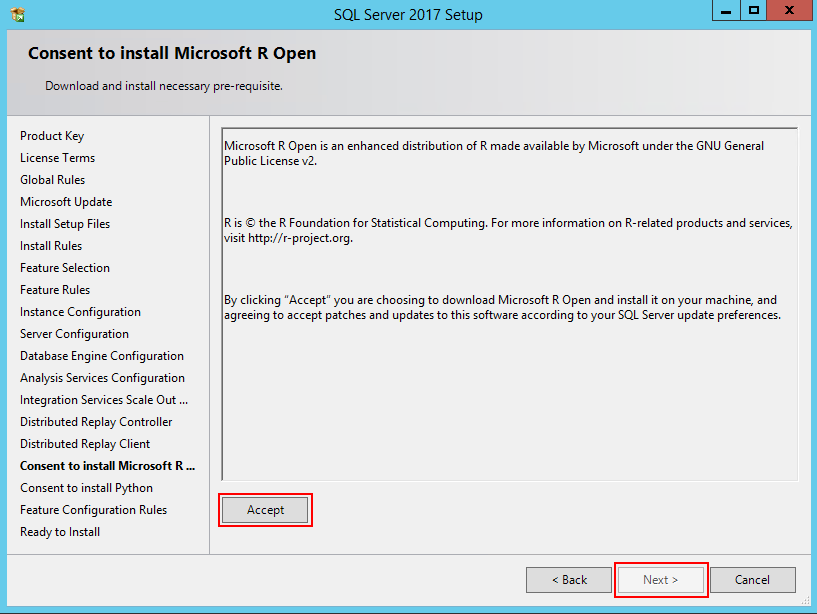 SQL Server 2017 Setup
Consent to install Microsoft R Open
Download and install necessary pre-requisite.
Product Key
License Terms
Global Rules
Microsoft Update
Install Setup Files
Install Rules
Feature Selection
Feature Rules
Instance Configuration
Server Configuration
Database Engine Configuration
Analysis Services Configuration
Integration Services Scale Out ...
Distributed Replay Controller
Distributed Replay Client
Consent to install Microsoft R ...
Consent to install Python
Feature Configuration Rules
Ready to Install
Microsoft R Open is an enhanced distribution of R made available by Microsoft under the GNU General
Public License v2.
R is © the R Foundation for Statistical Computing. For more information on R-related products and services,
visit http://r-project.org.
By clicking “Accept” you are choosing to download Microsoft R Open and install it on your machine, and
agreeing to accept patches and updates to this software according to your SQL Server update preferences.
Accept
< Back
Next >
Cancel